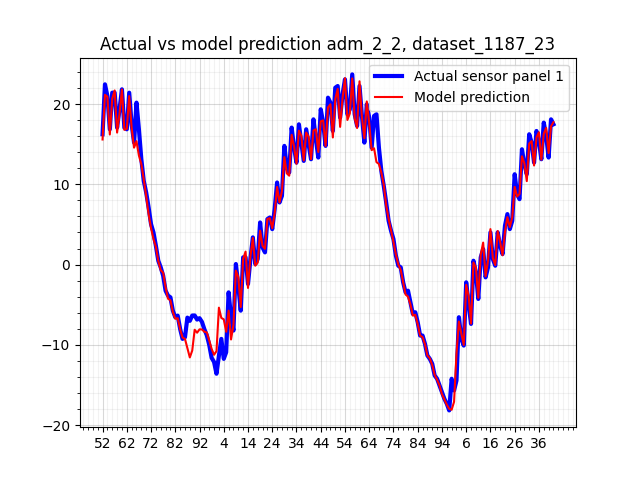 Actual vs model prediction adm_2_2, dataset_1187_23
Actual sensor panel 1
Model prediction
20
10
0
−10
−20
52 62 72 82 92 4 14 24 34 44 54 64 74 84 94 6 16 26 36